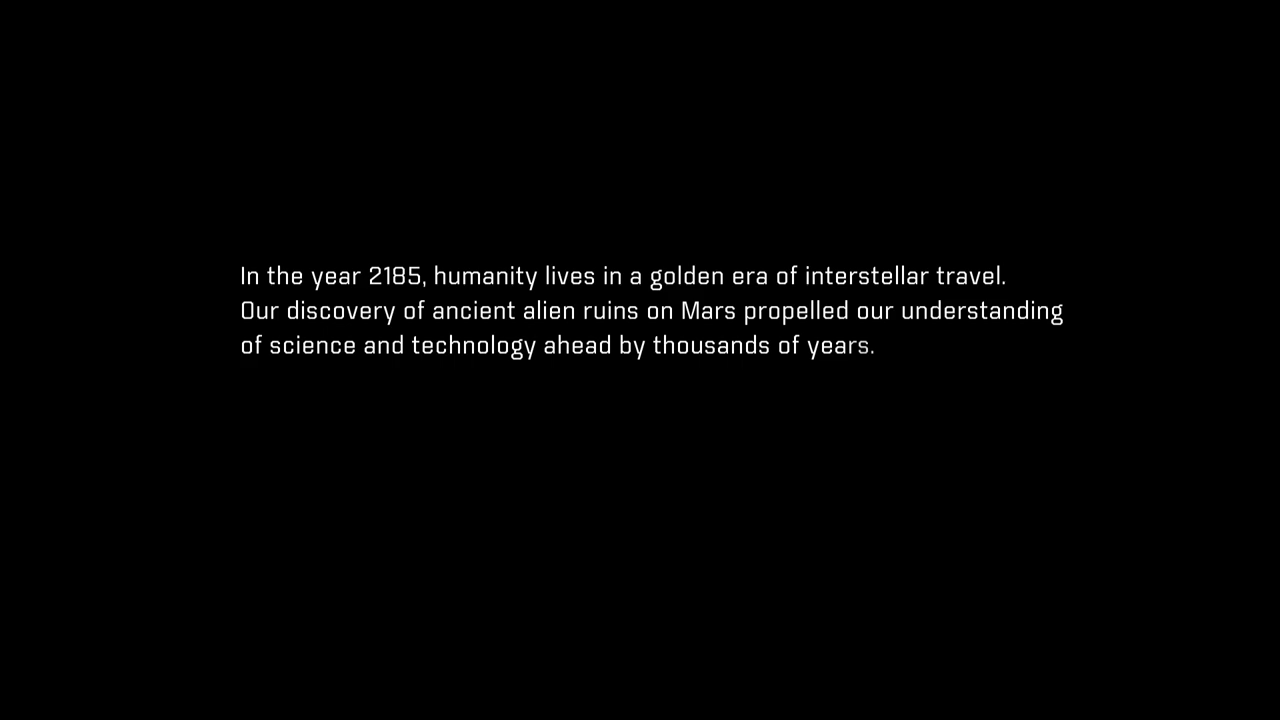 In the year 2185, humanity lives in a golden era of interstellar travel.
Our discovery of ancient alien ruins on Mars propelled our understanding
of science and technology ahead by thousands of years.